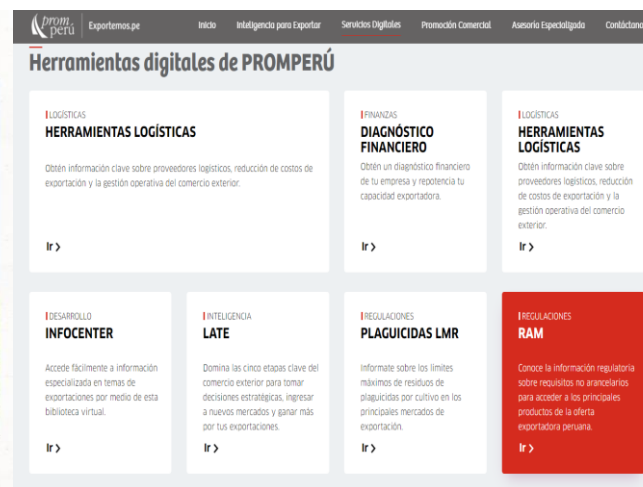 prom
perú
Exportemos.pe
Inicio
Inteligencia para Exportar
Servicios Digitales
Promoción Comercial
Asesoría Especializada
Contáctano
Herramientas digitales de PROMPERÚ
LOGÍSTICAS
HERRAMIENTAS LOGÍSTICAS
Obtén información clave sobre proveedores logísticos, reducción de costos de
exportación y la gestión operativa del comercio exterior.
Ir >
FINANZAS
DIAGNÓSTICO
FINANCIERO
Obtén un diagnóstico financiero
de tu empresa y repotencia tu
capacidad exportadora.
Ir >
LOGÍSTICAS
HERRAMIENTAS
LOGÍSTICAS
Obtén información clave sobre
proveedores logísticos, reducción
de costos de exportación y la
gestión operativa del comercio
exterior.
Ir >
DESARROLLO
INFOCENTER
Accede fácilmente a información
especializada en temas de
exportaciones por medio de esta
biblioteca virtual.
Ir >
INTELIGENCIA
LATE
Domina las cinco etapas clave del
comercio exterior para tomar
decisiones estratégicas, ingresar
a nuevos mercados y ganar más
por tus exportaciones.
Ir >
REGULACIONES
PLAGUICIDAS LMR
Informate sobre los límites
máximos de residuos de
plaguicidas por cultivo en los
principales mercados de
exportación.
Ir >
REGULACIONES
RAM
Conoce la información regulatoria
sobre requisitos no arancelarios
para acceder a los principales
productos de la oferta
exportadora peruana.
Ir >